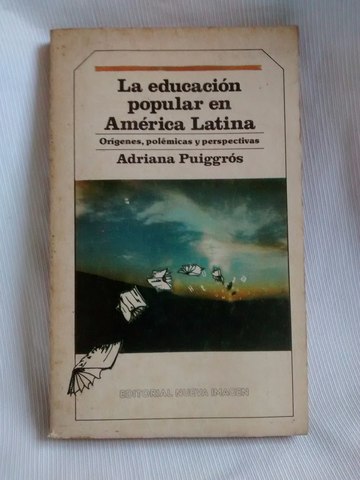 La educación
popular en
América Latina
Orígenes, polémicas y perspectivas
Adriana Puiggrós
EDITORIAL NUEVA IMAGEN